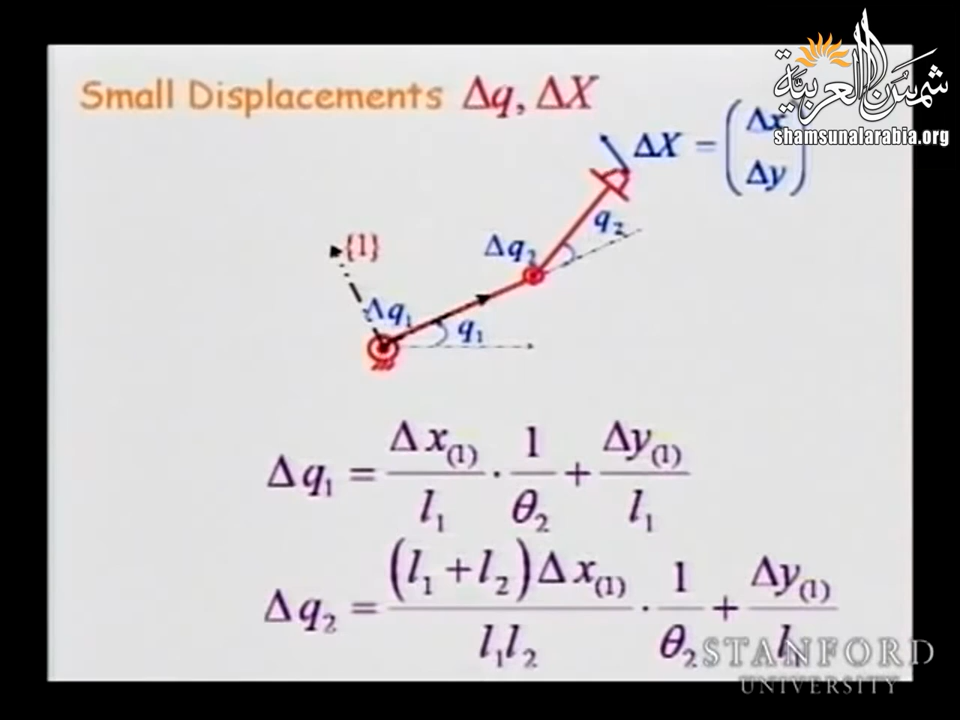 شمس العربية
shamsunalarabia.org
Small Displacements Δq, ΔX
ΔX = (Δx
Δy)
{1}
Δq₂
q₂
Δq₁
q₁
Δq₁ = Δx₍₁₎/l₁ · 1/θ₂ + Δy₍₁₎/l₁
Δq₂ = (l₁ + l₂)Δx₍₁₎/l₁l₂ · 1/θ₂ + Δy₍₁₎/l₁
STANFORD
UNIVERSITY